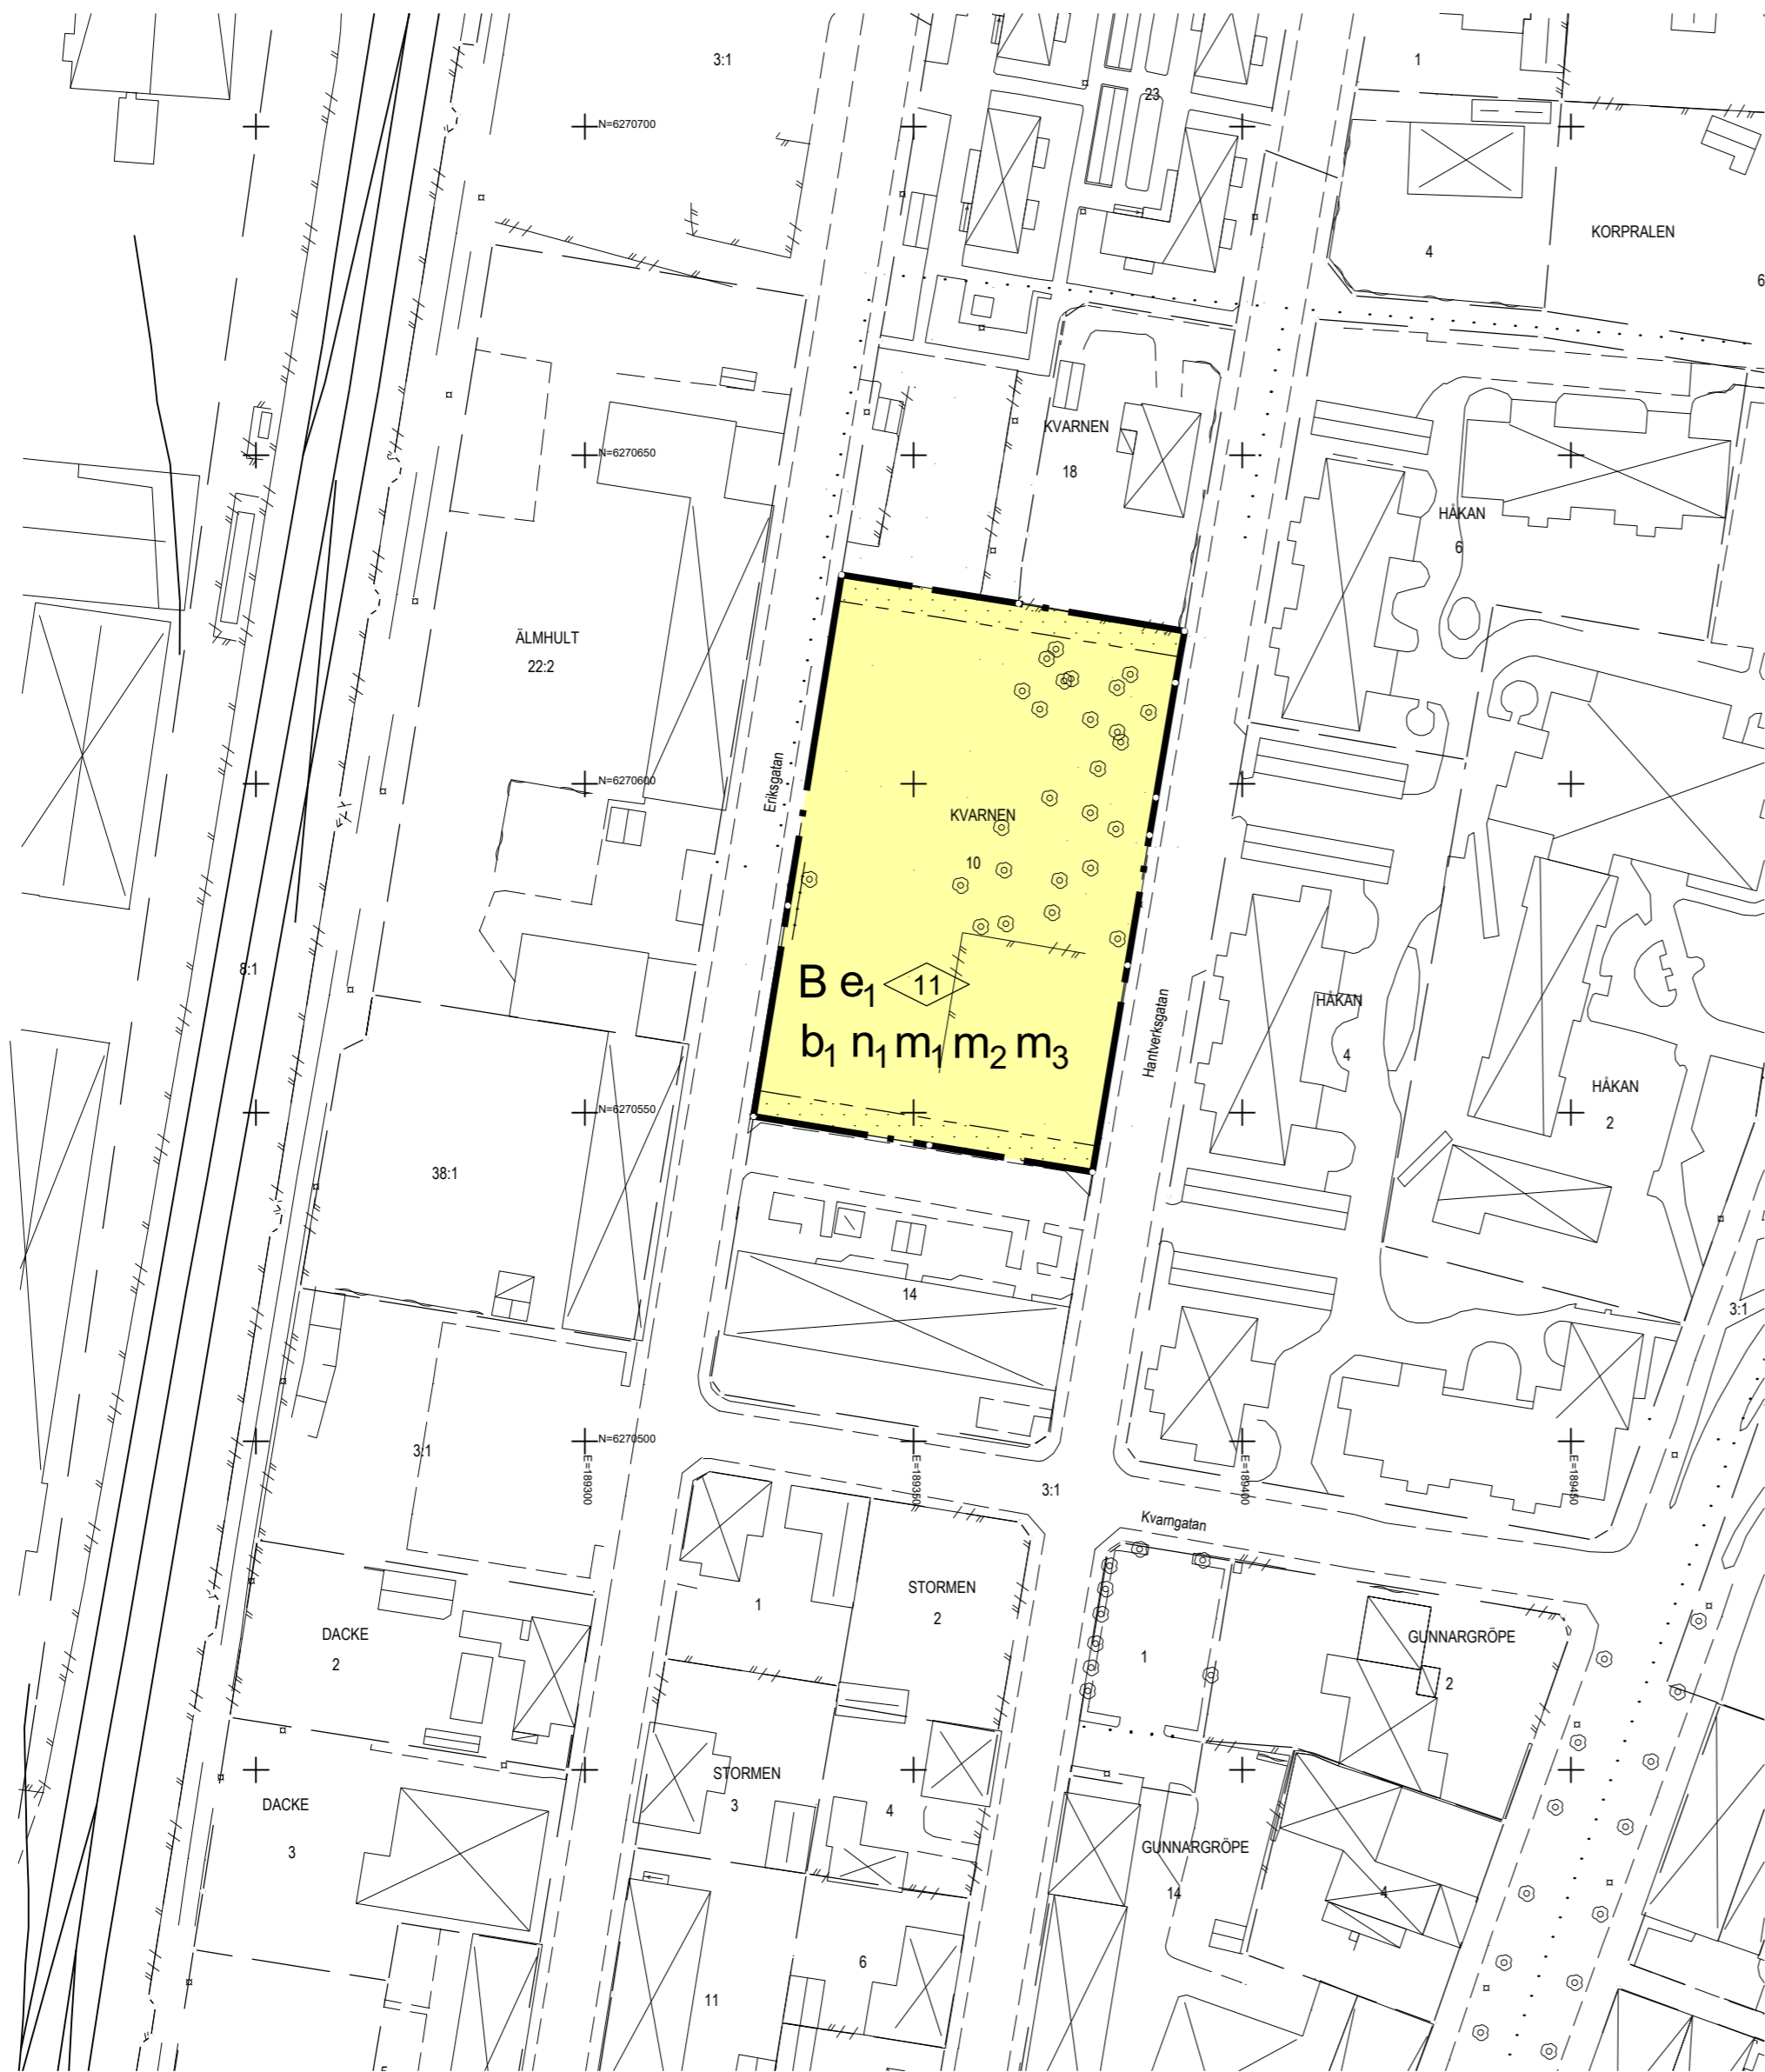 3:1
1
23
N=6270700
KORPRALEN
4
6
KVARNEN
18
N=6270650
HÅKAN
6
ÄLMHULT
22:2
Eriksgatan
N=6270600
KVARNEN
10
8:1
B e1 11
b1 n1 m1 m2 m3
Hantverksgatan
HÅKAN
4
HÅKAN
2
N=6270550
38:1
14
3:1
3:1
N=6270500
E=189300
E=189350
E=189400
E=189450
3:1
Kvarngatan
STORMEN
2
1
DACKE
2
GUNNARGRÖPE
2
1
STORMEN
3
4
DACKE
3
GUNNARGRÖPE
14
4
6
11